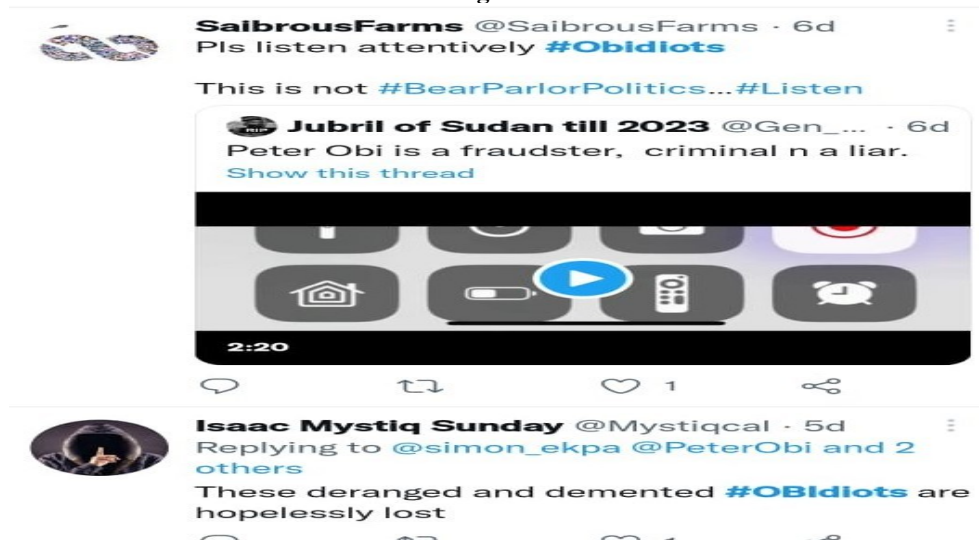 SaibrousFarms @SaibrousFarms · 6d
Pls listen attentively #Obidiots
This is not #BearParlorPolitics...#Listen
RIP
Jubril of Sudan till 2023 @Gen_... · 6d
Peter Obi is a fraudster, criminal n a liar.
Show this thread
2:20
1
Isaac Mystiq Sunday @Mystiqcal · 5d
Replying to @simon_ekpa @PeterObi and 2
others
These deranged and demented #OBIdiots are
hopelessly lost